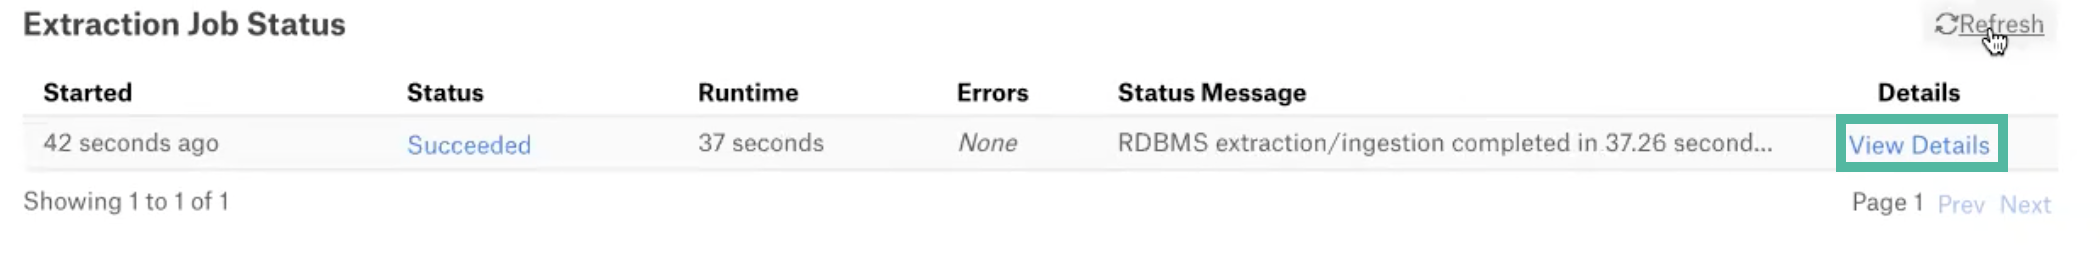 Extraction Job Status Refresh
Started Status Runtime Errors Status Message Details
42 seconds ago Succeeded 37 seconds None RDBMS extraction/ingestion completed in 37.26 second... View Details
Showing 1 to 1 of 1 Page 1 Prev Next